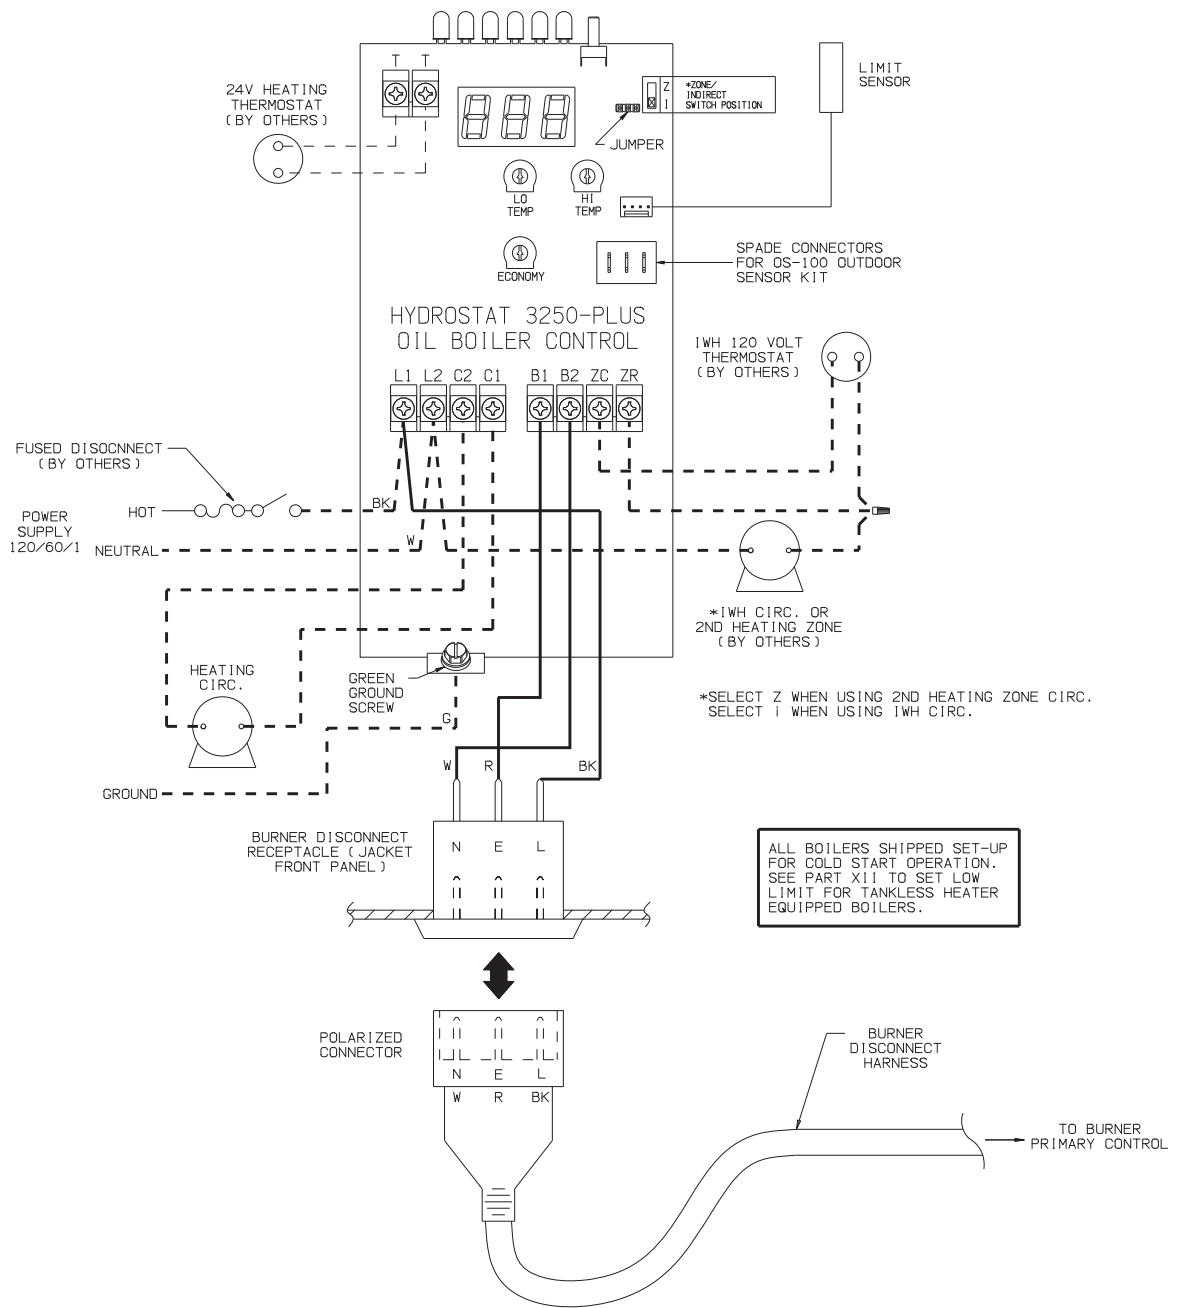 T T
24V HEATING
THERMOSTAT
(BY OTHERS)
Z
I
*ZONE/
INDIRECT
SWITCH POSITION
JUMPER
LIMIT
SENSOR
LO
TEMP
HI
TEMP
ECONOMY
SPADE CONNECTORS
FOR OS-100 OUTDOOR
SENSOR KIT
HYDROSTAT 3250-PLUS
OIL BOILER CONTROL
L1 L2 C2 C1 B1 B2 ZC ZR
IWH 120 VOLT
THERMOSTAT
(BY OTHERS)
FUSED DISOCNNECT
(BY OTHERS)
POWER
SUPPLY
120/60/1
HOT
BK
NEUTRAL
W
*IWH CIRC. OR
2ND HEATING ZONE
(BY OTHERS)
HEATING
CIRC.
GREEN
GROUND
SCREW
G
GROUND
*SELECT Z WHEN USING 2ND HEATING ZONE CIRC.
SELECT i WHEN USING IWH CIRC.
W R BK
BURNER DISCONNECT
RECEPTACLE (JACKET
FRONT PANEL)
N E L
ALL BOILERS SHIPPED SET-UP
FOR COLD START OPERATION.
SEE PART XII TO SET LOW
LIMIT FOR TANKLESS HEATER
EQUIPPED BOILERS.
POLARIZED
CONNECTOR
N E L
W R BK
BURNER
DISCONNECT
HARNESS
TO BURNER
PRIMARY CONTROL